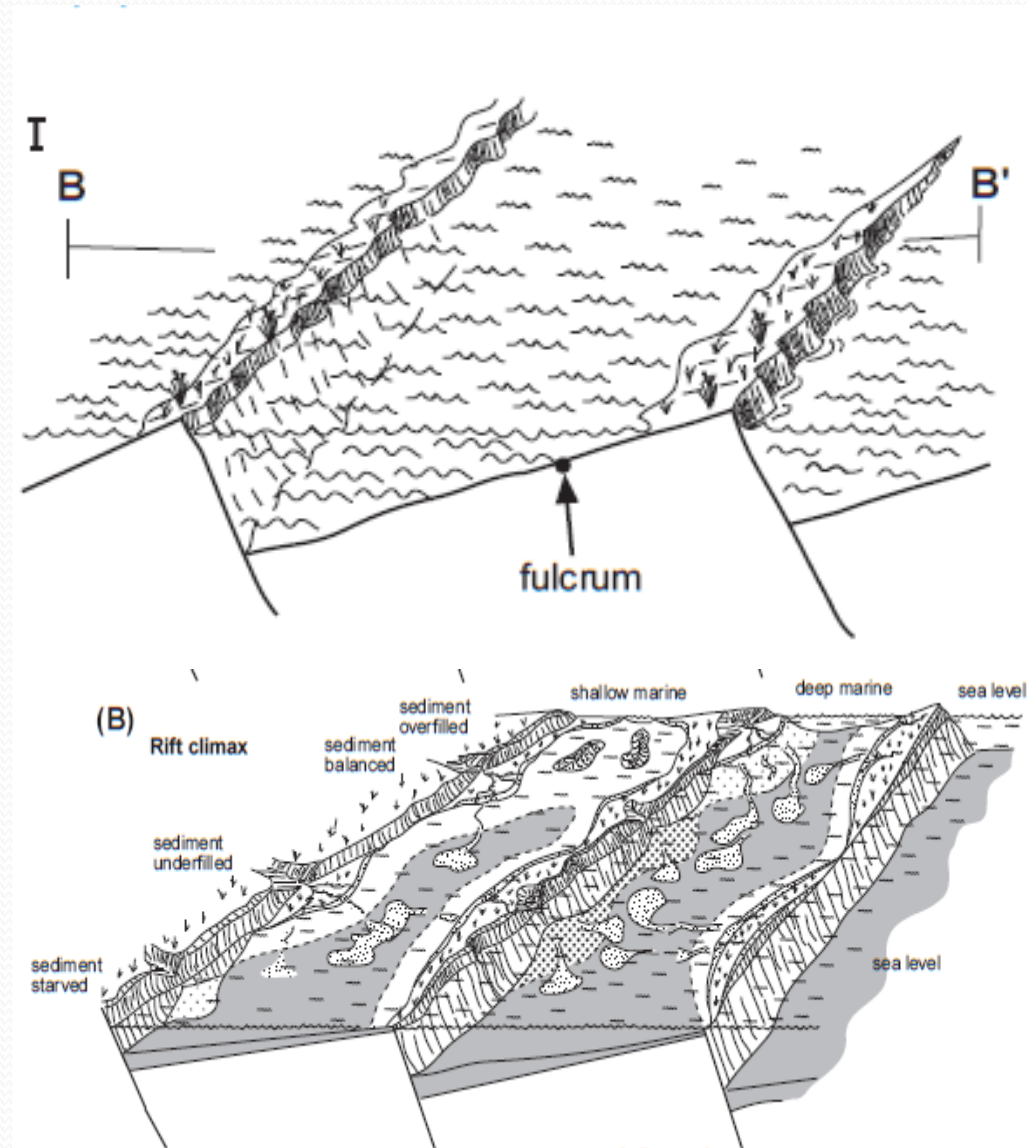 I
B
B'
fulcrum
(B)
Rift climax
sediment
overfilled
shallow marine
deep marine
sea level
sediment
balanced
sediment
underfilled
sediment
starved
sea level